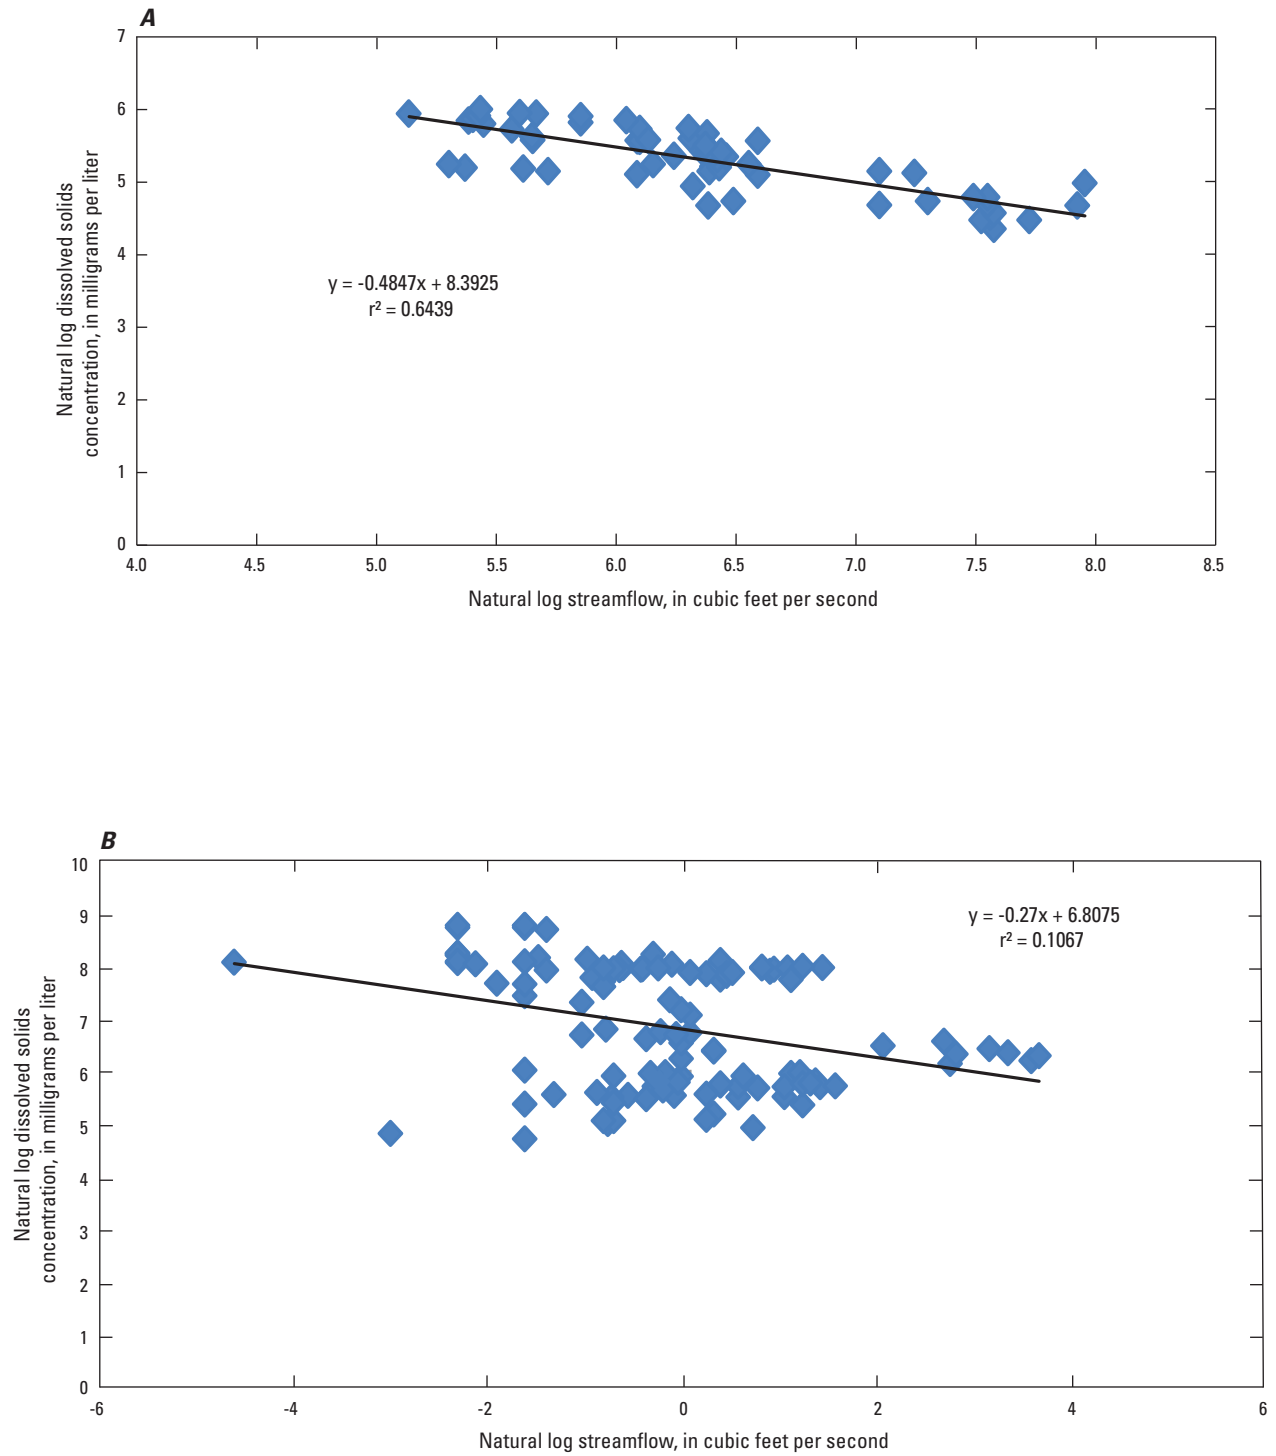 A
7
6
5
4
3
2
1
0
Natural log dissolved solids
concentration, in milligrams per liter
y = -0.4847x + 8.3925
r² = 0.6439
4.0 4.5 5.0 5.5 6.0 6.5 7.0 7.5 8.0 8.5
Natural log streamflow, in cubic feet per second
B
10
9
8
7
6
5
4
3
2
1
0
Natural log dissolved solids
concentration, in milligrams per liter
y = -0.27x + 6.8075
r² = 0.1067
-6 -4 -2 0 2 4 6
Natural log streamflow, in cubic feet per second